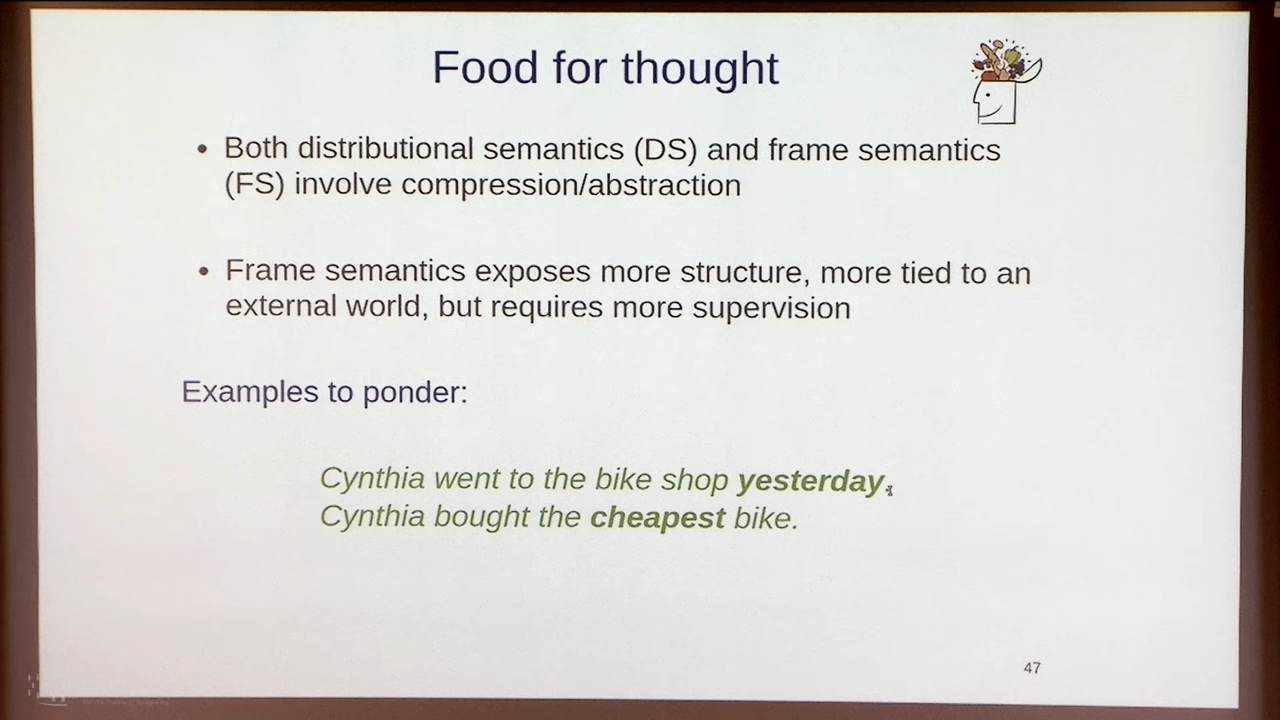 Food for thought
• Both distributional semantics (DS) and frame semantics
(FS) involve compression/abstraction
• Frame semantics exposes more structure, more tied to an
external world, but requires more supervision
Examples to ponder:
Cynthia went to the bike shop yesterday.
Cynthia bought the cheapest bike.
47